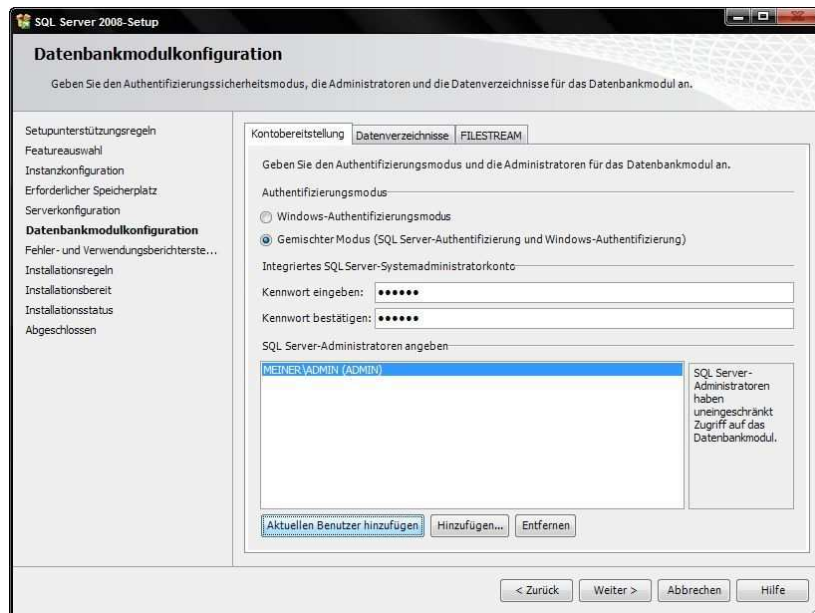 SQL Server 2008-Setup
Datenbankmodulkonfiguration
Geben Sie den Authentifizierungssicherheitsmodus, die Administratoren und die Datenverzeichnisse für das Datenbankmodul an.
Setupunterstützungsregeln
Featureauswahl
Instanzkonfiguration
Erforderlicher Speicherplatz
Serverkonfiguration
Datenbankmodulkonfiguration
Fehler- und Verwendungsberichterste...
Installationsregeln
Installationsbereit
Installationsstatus
Abgeschlossen
Kontobereitstellung
Datenverzeichnisse
FILESTREAM
Geben Sie den Authentifizierungsmodus und die Administratoren für das Datenbankmodul an.
Authentifizierungsmodus
Windows-Authentifizierungsmodus
Gemischter Modus (SQL Server-Authentifizierung und Windows-Authentifizierung)
Integriertes SQL Server-Systemadministratorkonto
Kennwort eingeben: ●●●●●●
Kennwort bestätigen: ●●●●●●
SQL Server-Administratoren angeben
MEINER\ADMIN (ADMIN)
SQL Server-
Administratoren
haben
uneingeschränkt
Zugriff auf das
Datenbankmodul.
Aktuellen Benutzer hinzufügen
Hinzufügen...
Entfernen
< Zurück
Weiter >
Abbrechen
Hilfe